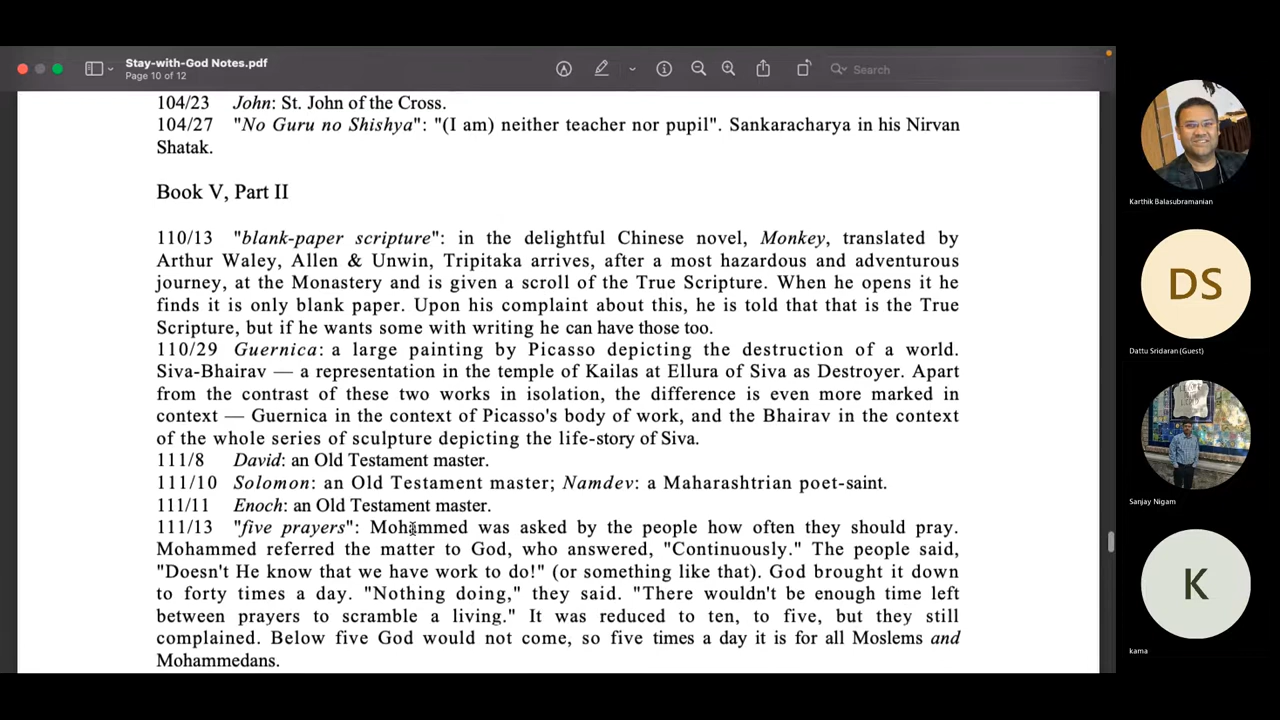 Stay-with-God Notes.pdf
Page 10 of 12
Search
104/23 John: St. John of the Cross.
104/27 "No Guru no Shishya": "(I am) neither teacher nor pupil". Sankaracharya in his Nirvan
Shatak.
Book V, Part II
110/13 "blank-paper scripture": in the delightful Chinese novel, Monkey, translated by
Arthur Waley, Allen & Unwin, Tripitaka arrives, after a most hazardous and adventurous
journey, at the Monastery and is given a scroll of the True Scripture. When he opens it he
finds it is only blank paper. Upon his complaint about this, he is told that that is the True
Scripture, but if he wants some with writing he can have those too.
110/29 Guernica: a large painting by Picasso depicting the destruction of a world.
Siva-Bhairav — a representation in the temple of Kailas at Ellura of Siva as Destroyer. Apart
from the contrast of these two works in isolation, the difference is even more marked in
context — Guernica in the context of Picasso's body of work, and the Bhairav in the context
of the whole series of sculpture depicting the life-story of Siva.
111/8 David: an Old Testament master.
111/10 Solomon: an Old Testament master; Namdev: a Maharashtrian poet-saint.
111/11 Enoch: an Old Testament master.
111/13 "five prayers": Mohammed was asked by the people how often they should pray.
Mohammed referred the matter to God, who answered, "Continuously." The people said,
"Doesn't He know that we have work to do!" (or something like that). God brought it down
to forty times a day. "Nothing doing," they said. "There wouldn't be enough time left
between prayers to scramble a living." It was reduced to ten, to five, but they still
complained. Below five God would not come, so five times a day it is for all Moslems and
Mohammedans.
Karthik Balasubramanian
DS
Dattu Sridaran (Guest)
Sanjay Nigam
K
kama